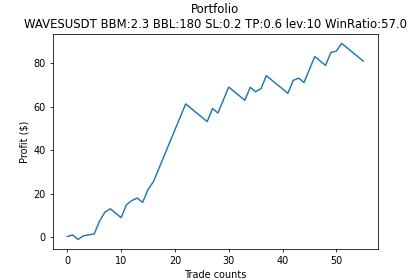 Portfolio
WAVESUSDT BBM:2.3 BBL:180 SL:0.2 TP:0.6 lev:10 WinRatio:57.0
Profit ($)
80
60
40
20
0
0 10 20 30 40 50
Trade counts